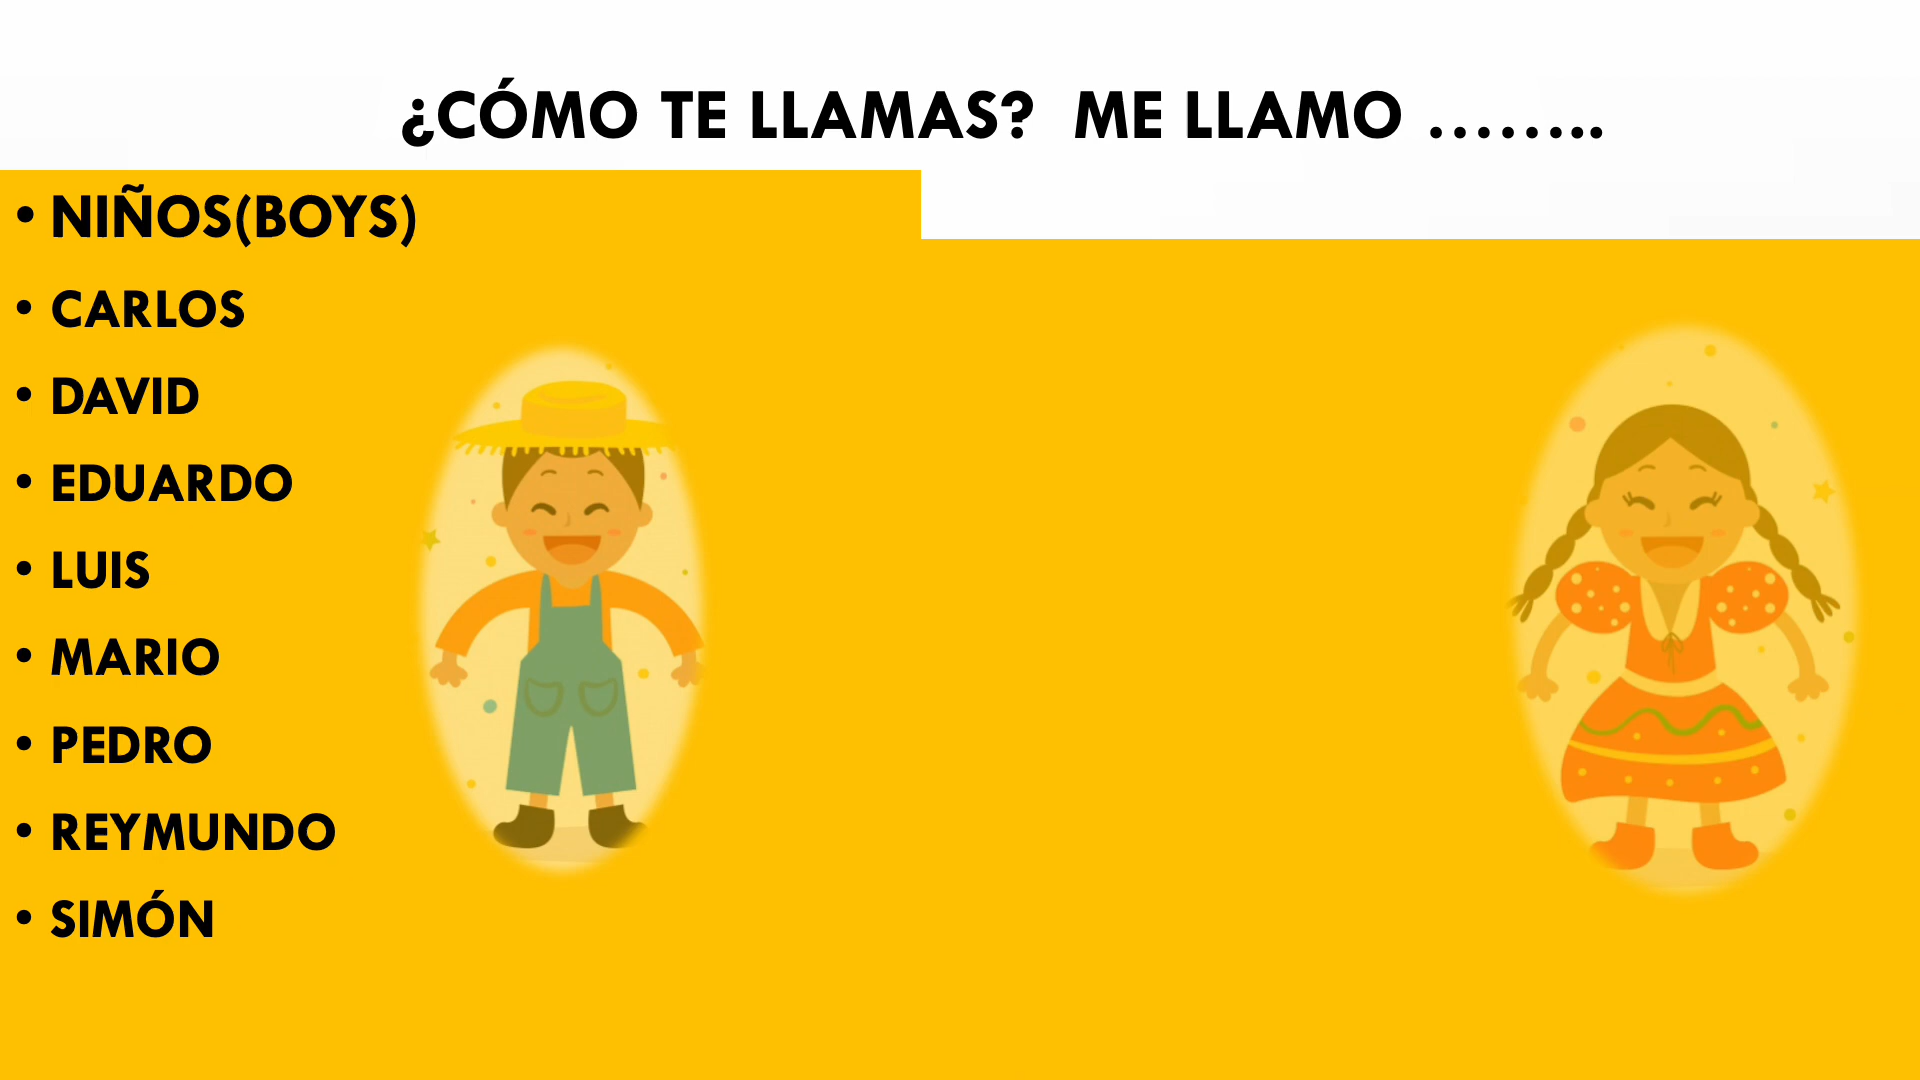 ¿CÓMO TE LLAMAS? ME LLAMO ……..
• NIÑOS(BOYS)
• CARLOS
• DAVID
• EDUARDO
• LUIS
• MARIO
• PEDRO
• REYMUNDO
• SIMÓN